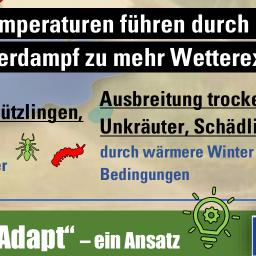 mperaturen führen durch
erdampf zu mehr Wetterex
ützlingen,
Ausbreitung trocke
Unkräuter, Schädli
er
durch wärmere Winter
Bedingungen
Adapt“ – ein Ansatz